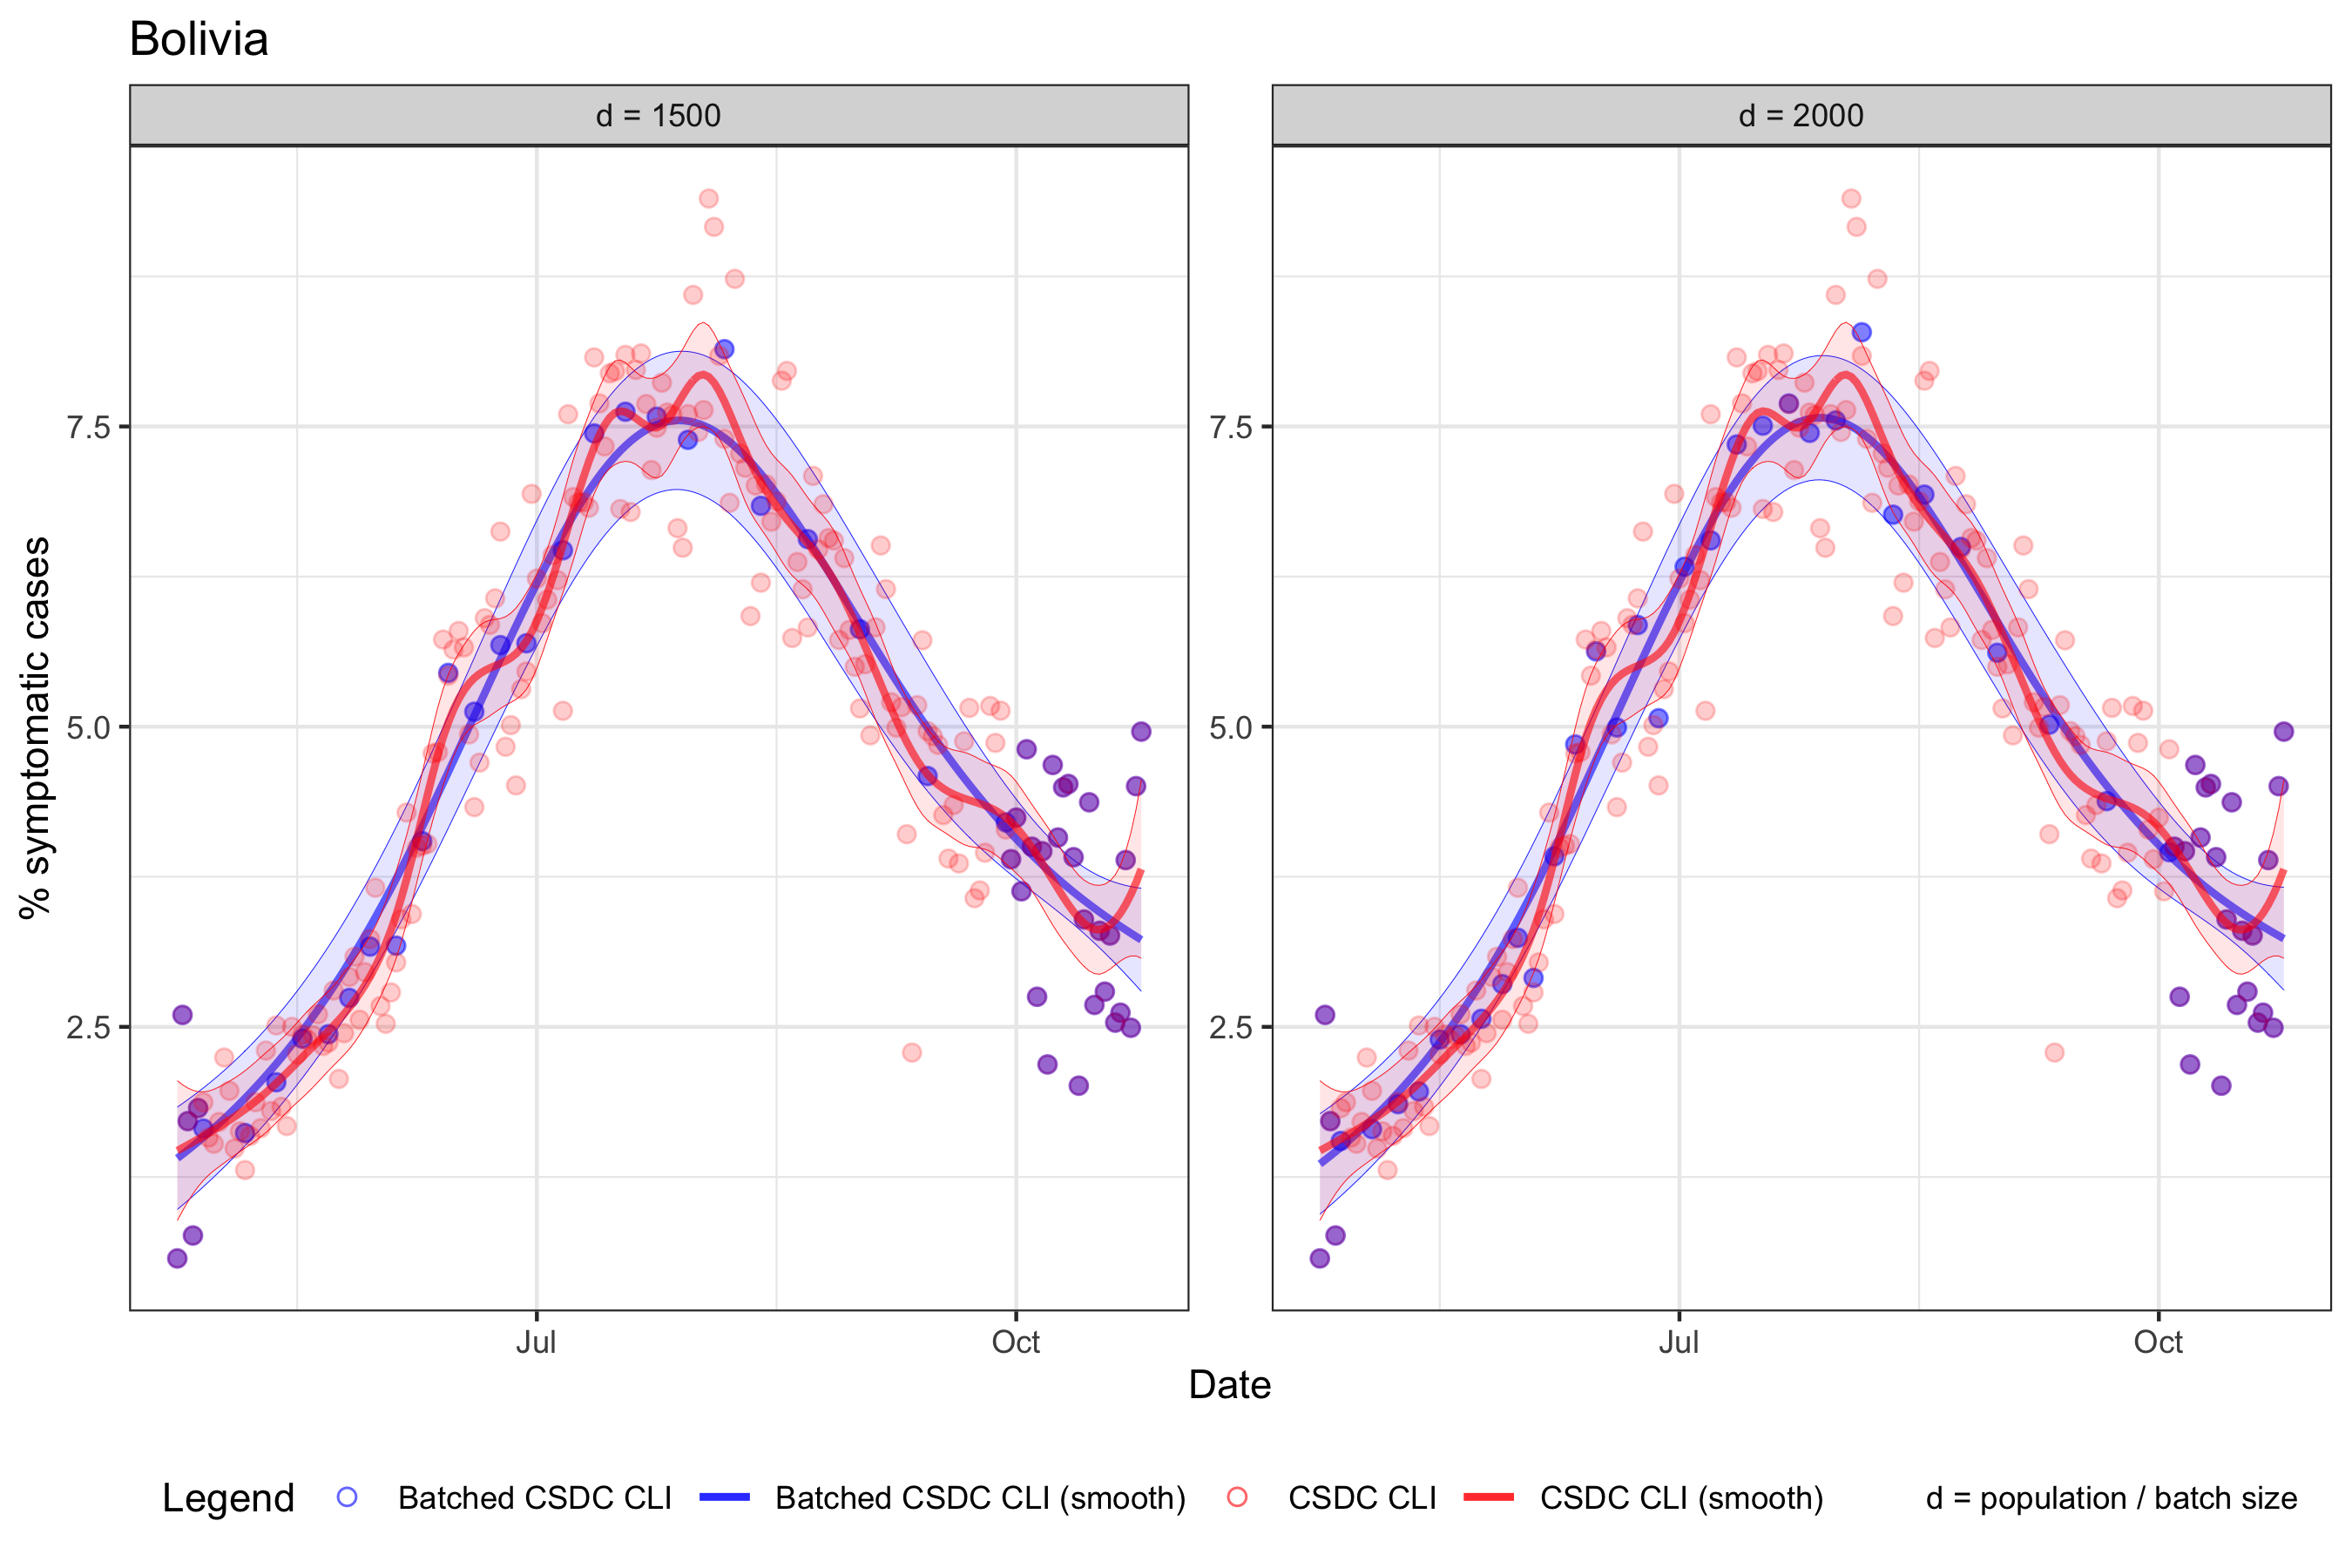 Bolivia
d = 1500
d = 2000
% symptomatic cases
7.5
5.0
2.5
7.5
5.0
2.5
Jul
Oct
Jul
Oct
Date
Legend
Batched CSDC CLI
Batched CSDC CLI (smooth)
CSDC CLI
CSDC CLI (smooth)
d = population / batch size